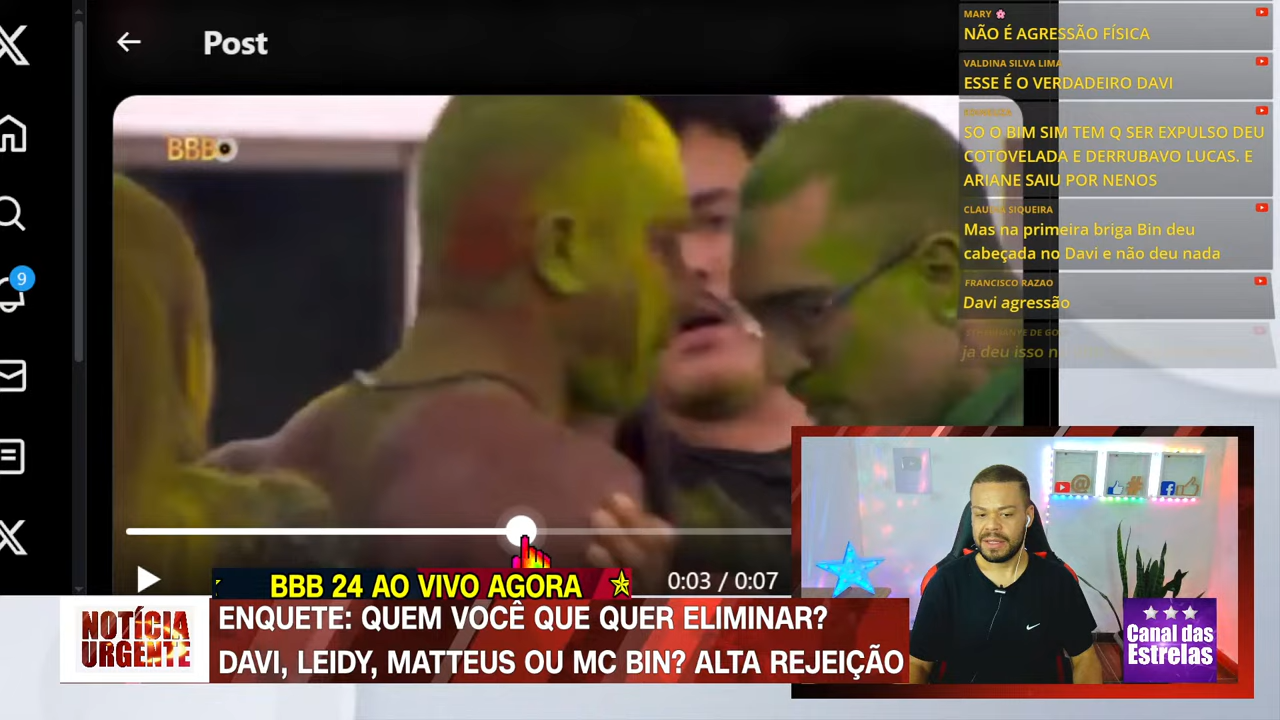 Post
BBB
MARY
NÃO É AGRESSÃO FÍSICA
VALDINA SILVA LIMA
ESSE É O VERDADEIRO DAVI
SO O BIM SIM TEM Q SER EXPULSO DEU
COTOVELADA E DERRUBAVO LUCAS. E
ARIANE SAIU POR NENOS
CLAUDIA SIQUEIRA
Mas na primeira briga Bin deu
cabeçada no Davi e não deu nada
FRANCISCO RAZAO
Davi agressão
ja deu isso
9
0:03 / 0:07
BBB 24 AO VIVO AGORA
NOTÍCIA
URGENTE
ENQUETE: QUEM VOCÊ QUE QUER ELIMINAR?
DAVI, LEIDY, MATTEUS OU MC BIN? ALTA REJEIÇÃO
Canal das
Estrelas